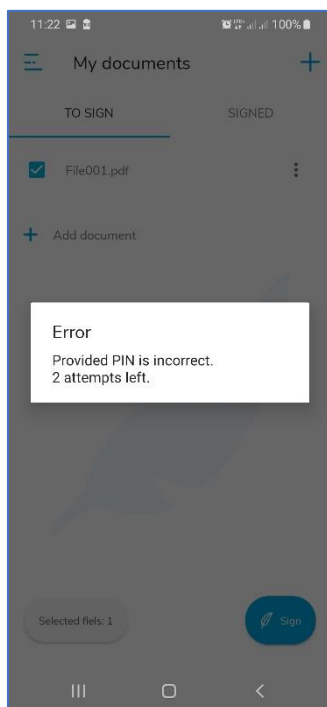 11:22 100%
My documents
TO SIGN SIGNED
File001.pdf
Add document
Error
Provided PIN is incorrect.
2 attempts left.
Selected fiels: 1 Sign